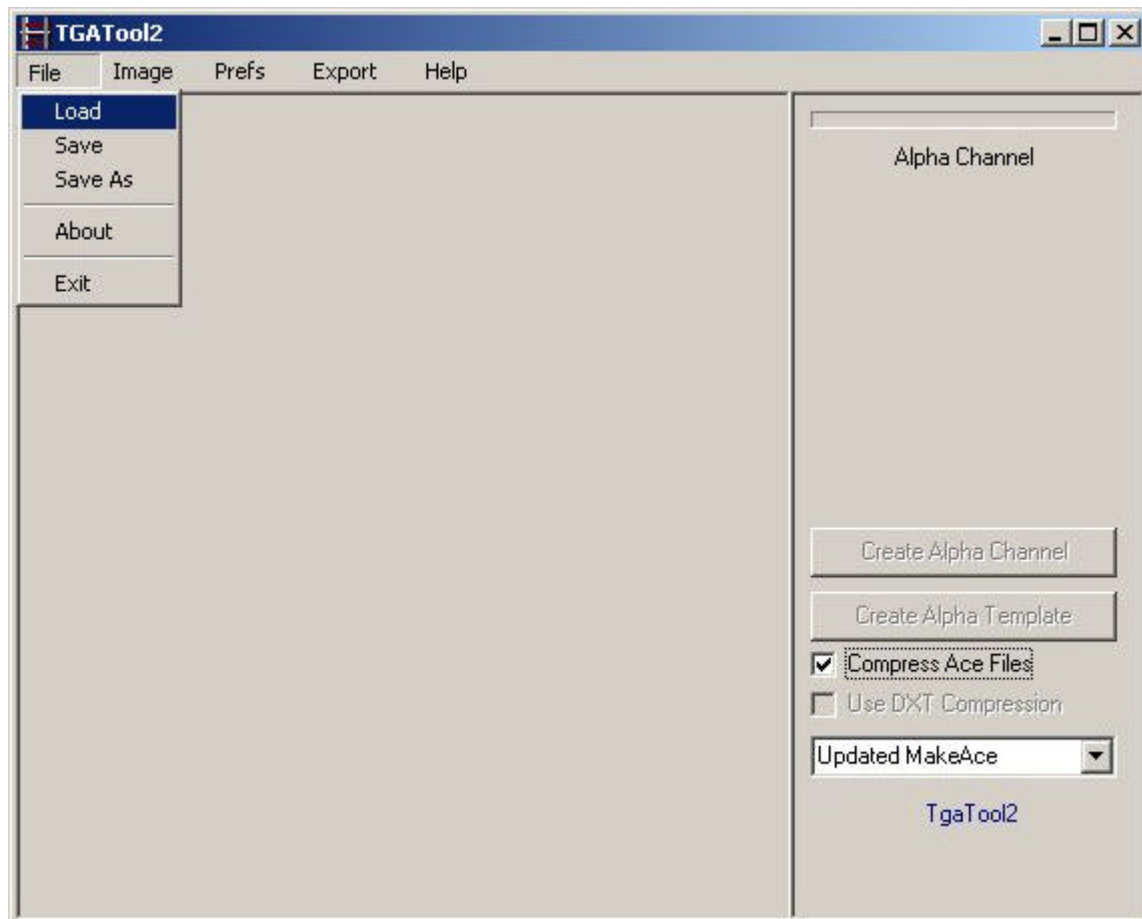 TGATool2
File Image Prefs Export Help
Load
Save
Save As
About
Exit
Alpha Channel
Create Alpha Channel
Create Alpha Template
Compress Ace Files
Use DXT Compression
Updated MakeAce
TgaTool2